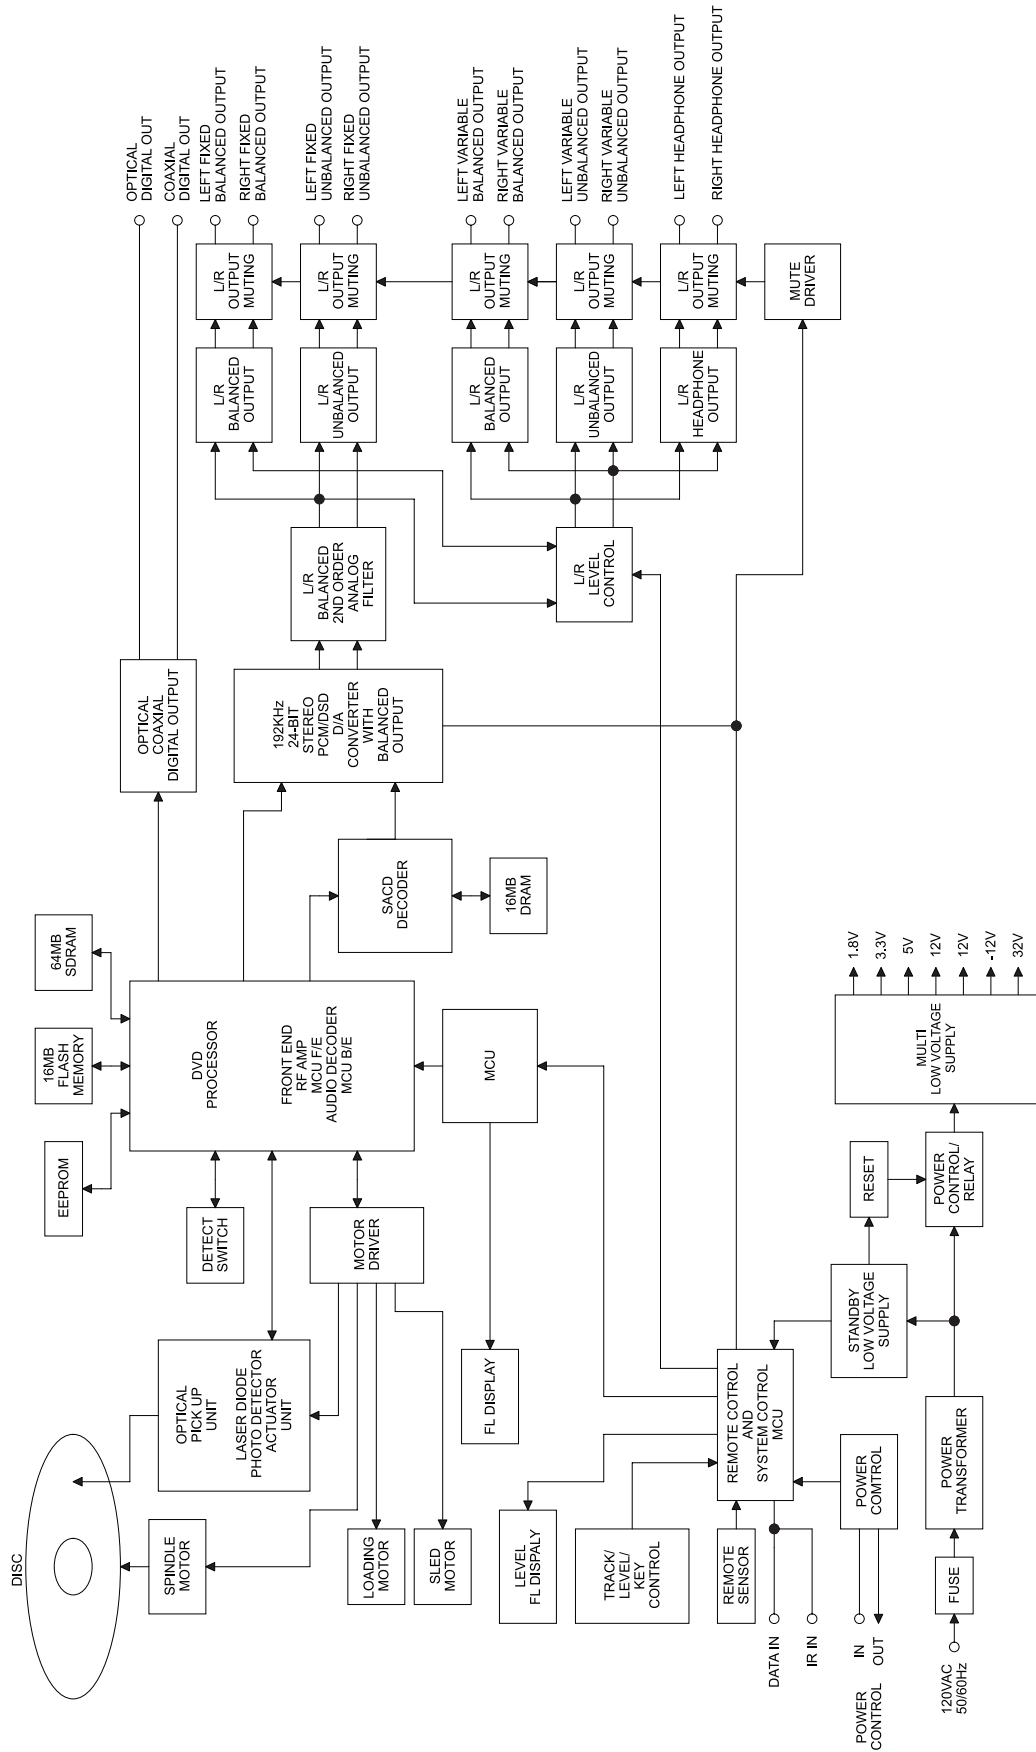 DISC
SPINDLE
MOTOR
OPTICAL
PICK UP
UNIT
LASER DIODE
PHOTO DETECTOR
ACTUATOR
UNIT
LOADING
MOTOR
SLED
MOTOR
EEPROM
16MB
FLASH
MEMORY
64MB
SDRAM
DETECT
SWITCH
MOTOR
DRIVER
DVD
PROCESSOR
FRONT END
RF AMP
MCU F/E
AUDIO DECODER
MCU B/E
MCU
FL DISPLAY
SACD
DECODER
16MB
DRAM
OPTICAL
COAXIAL
DIGITAL OUTPUT
192KHz
24-BIT
STEREO
PCM/DSD
D/A
CONVERTER
WITH
BALANCED
OUTPUT
L/R
BALANCED
2ND ORDER
ANALOG
FILTER
L/R
LEVEL
CONTROL
L/R
BALANCED
OUTPUT
L/R
UNBALANCED
OUTPUT
L/R
BALANCED
OUTPUT
L/R
UNBALANCED
OUTPUT
L/R
HEADPHONE
OUTPUT
L/R
OUTPUT
MUTING
L/R
OUTPUT
MUTING
L/R
OUTPUT
MUTING
L/R
OUTPUT
MUTING
L/R
OUTPUT
MUTING
MUTE
DRIVER
OPTICAL
DIGITAL OUT
COAXIAL
DIGITAL OUT
LEFT FIXED
BALANCED OUTPUT
RIGHT FIXED
BALANCED OUTPUT
LEFT FIXED
UNBALANCED OUTPUT
RIGHT FIXED
UNBALANCED OUTPUT
LEFT VARIABLE
BALANCED OUTPUT
RIGHT VARIABLE
BALANCED OUTPUT
LEFT VARIABLE
UNBALANCED OUTPUT
RIGHT VARIABLE
UNBALANCED OUTPUT
LEFT HEADPHONE OUTPUT
RIGHT HEADPHONE OUTPUT
LEVEL
FL DISPALY
TRACK/
LEVEL/
KEY
CONTROL
REMOTE
SENSOR
DATA IN
IR IN
REMOTE COTROL
AND
SYSTEM COTROL
MCU
POWER
COMTROL
POWER
CONTROL
IN
OUT
120VAC
50/60Hz
FUSE
POWER
TRANSFORMER
STANDBY
LOW VOLTAGE
SUPPLY
RESET
POWER
CONTROL/
RELAY
MULTI
LOW VOLTAGE
SUPPLY
1.8V
3.3V
5V
12V
12V
-12V
32V